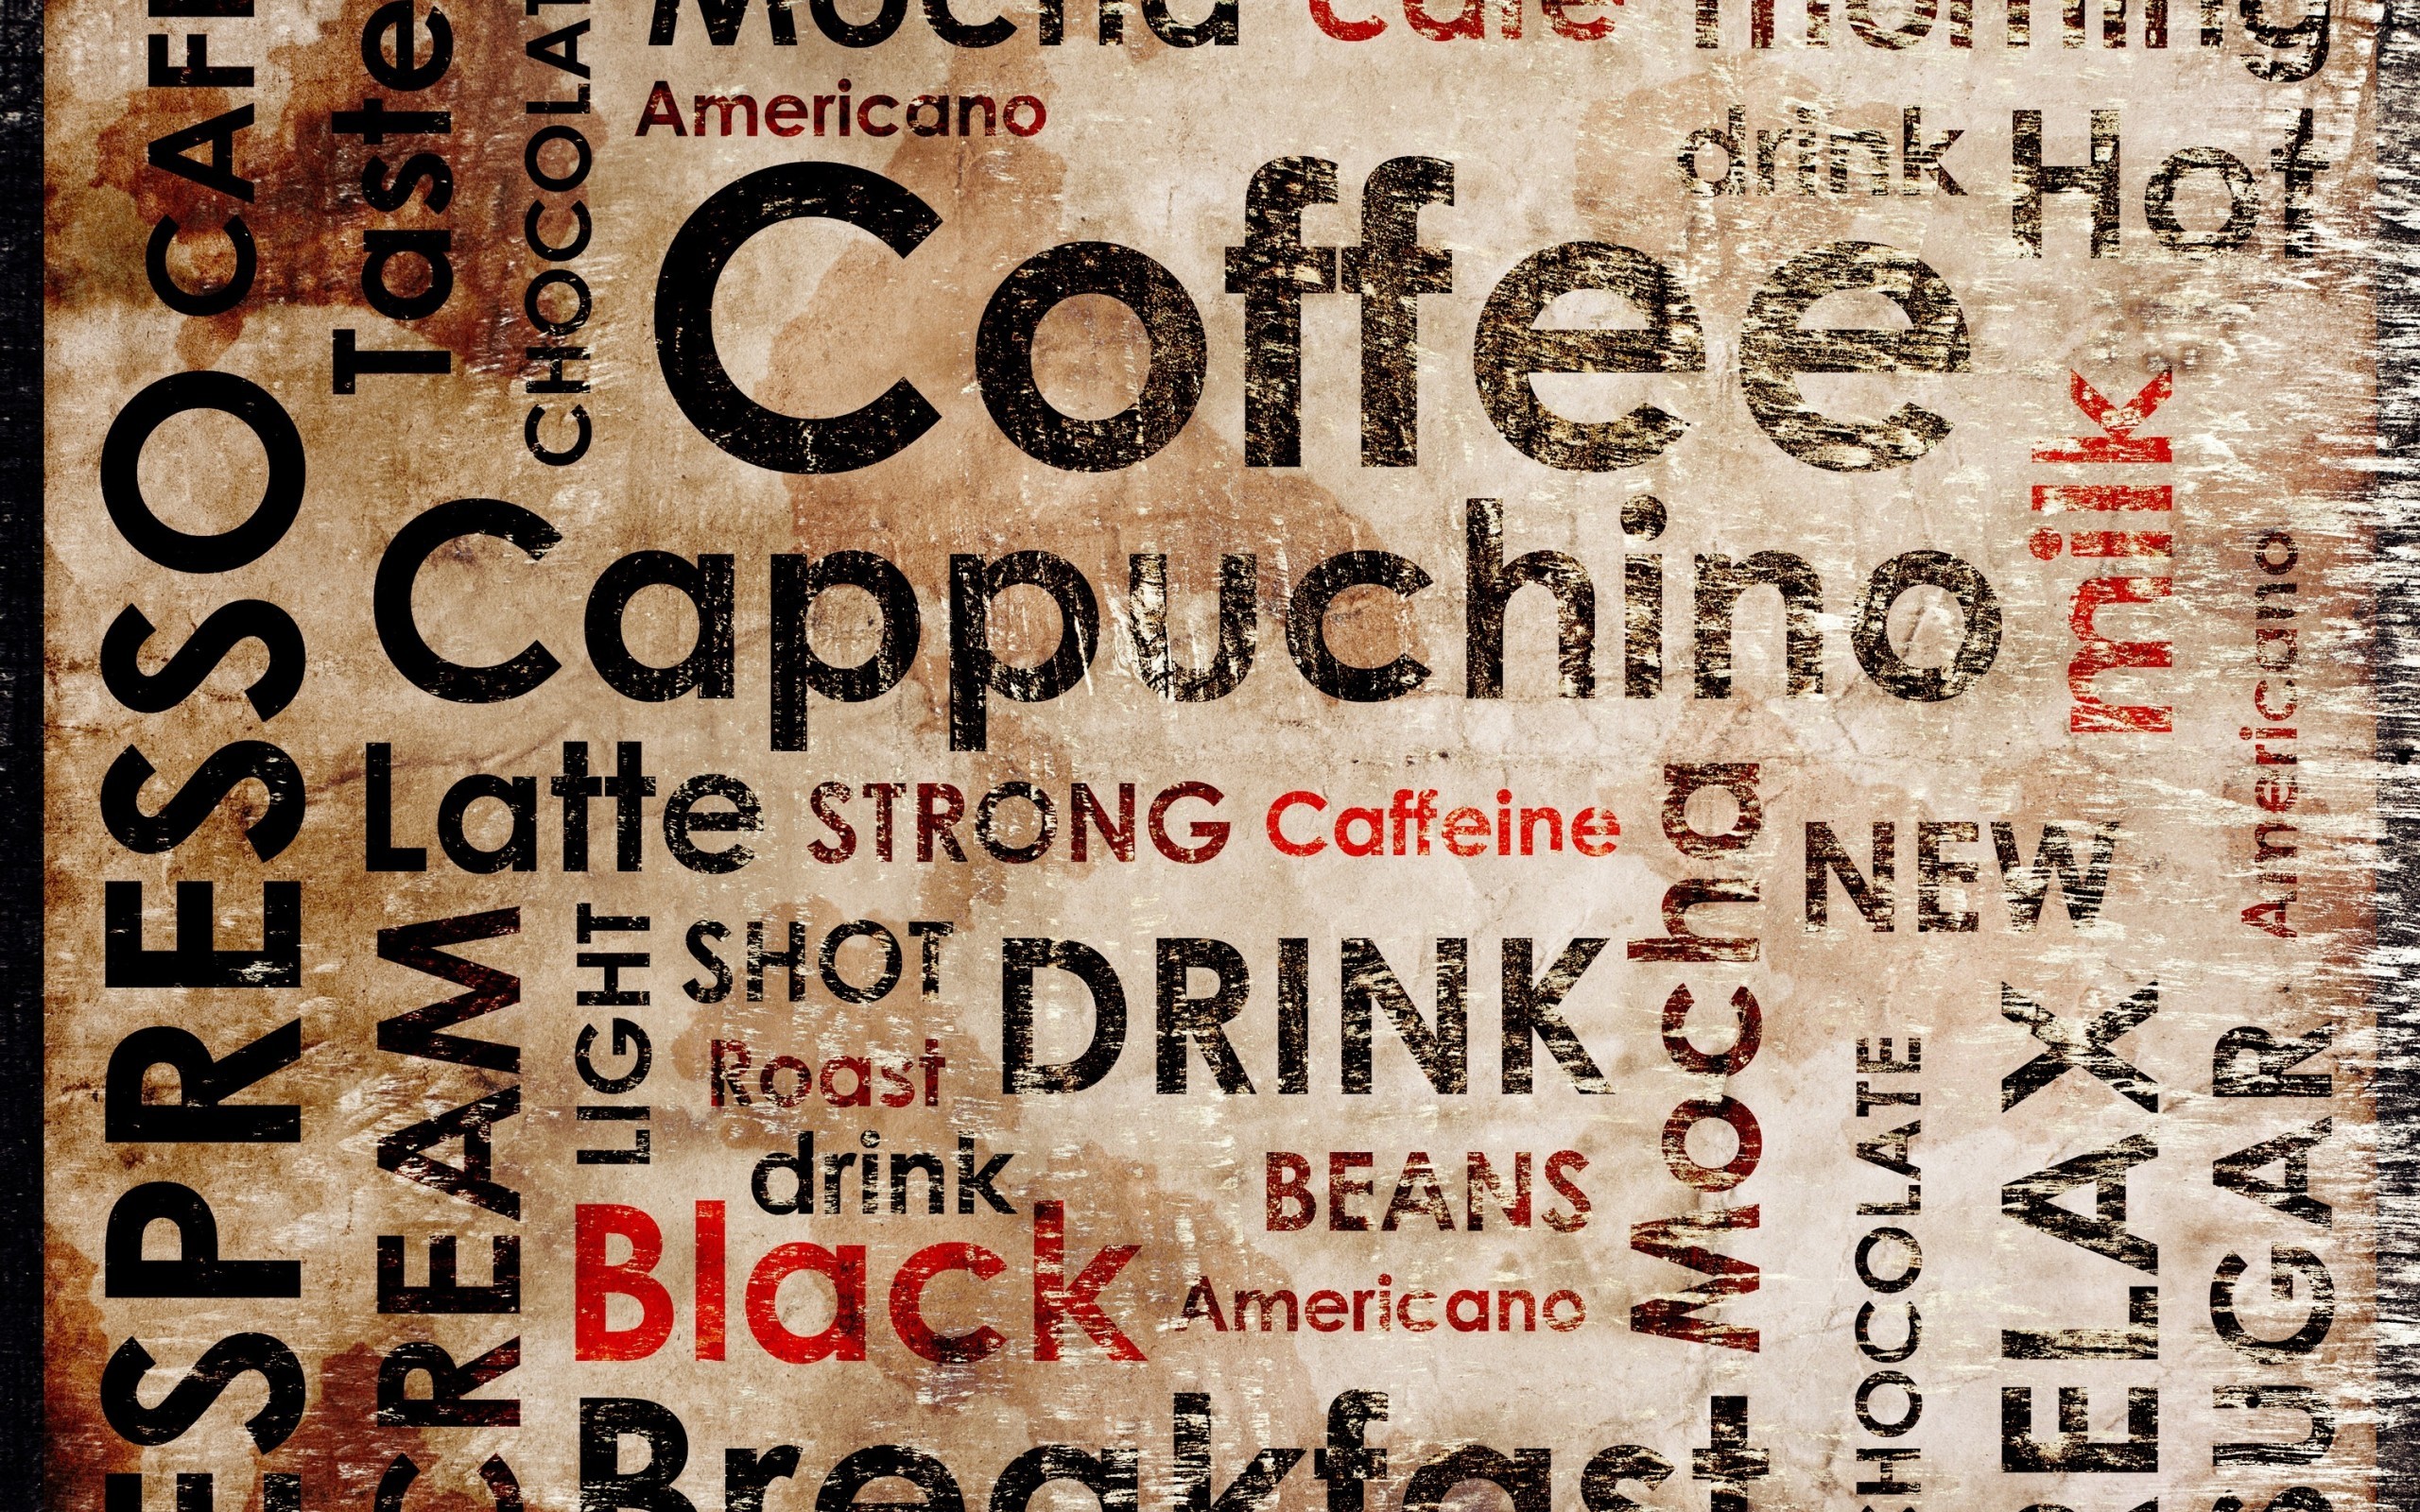 Mocha Cafe morning
Americano
drink Hot
CHOCOLAT
Taste
CAF
Coffee
Cappuchino
milk
Americano
ESPRESSO
Latte STRONG Caffeine
Mocha
NEW
CREAM
LIGHT
SHOT
DRINK
Roast
drink
BEANS
Black
Americano
CHOCOLATE
RELAX
SUGAR
Breakfast